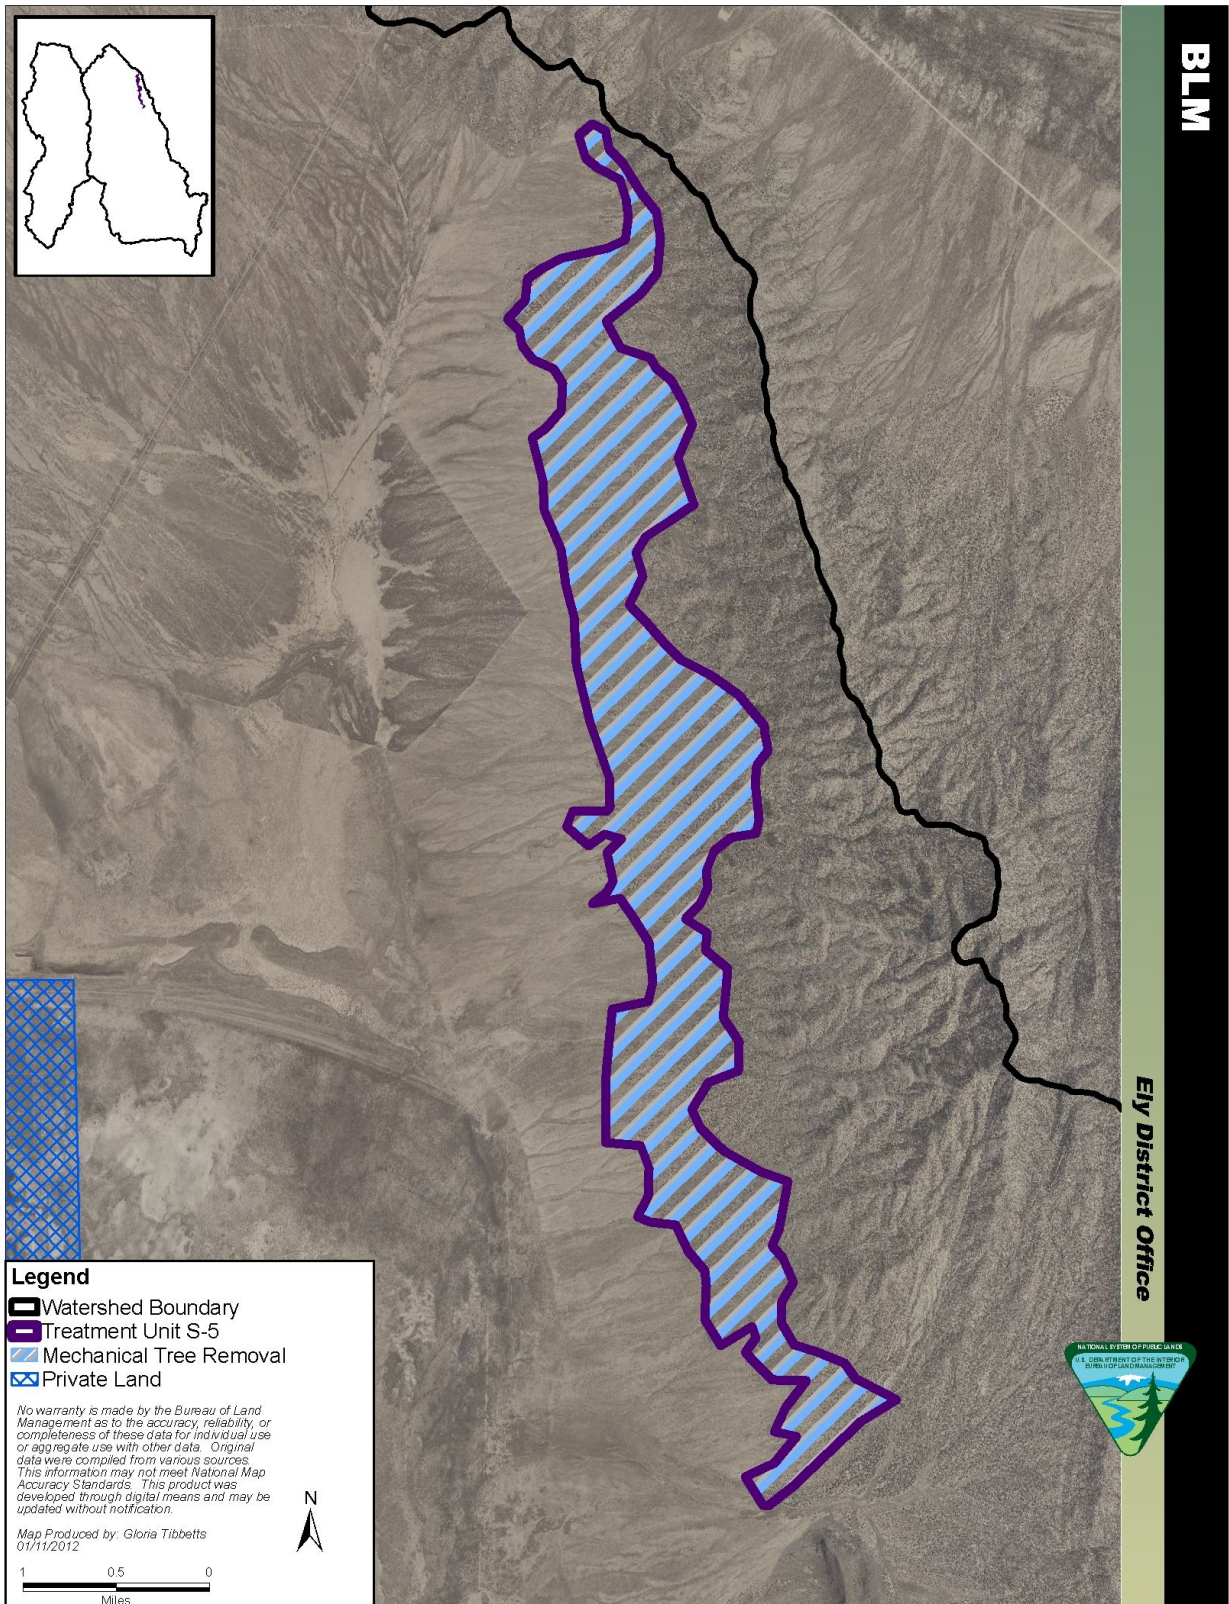 BLM
Ely District Office
NATIONAL SYSTEM OF PUBLIC LANDS
U.S. DEPARTMENT OF THE INTERIOR
BUREAU OF LAND MANAGEMENT
Legend
Watershed Boundary
Treatment Unit S-5
Mechanical Tree Removal
Private Land
No warranty is made by the Bureau of Land
Management as to the accuracy, reliability, or
completeness of these data for individual use
or aggregate use with other data. Original
data were compiled from various sources.
This information may not meet National Map
Accuracy Standards. This product was
developed through digital means and may be
updated without notification.
Map Produced by: Gloria Tibbetts
01/11/2012
N
1 0.5 0
Miles